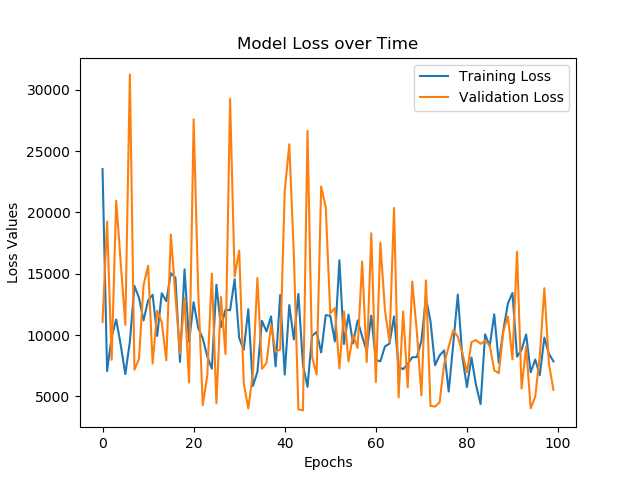 Model Loss over Time
Training Loss
Validation Loss
30000
25000
20000
15000
10000
5000
Loss Values
0 20 40 60 80 100
Epochs